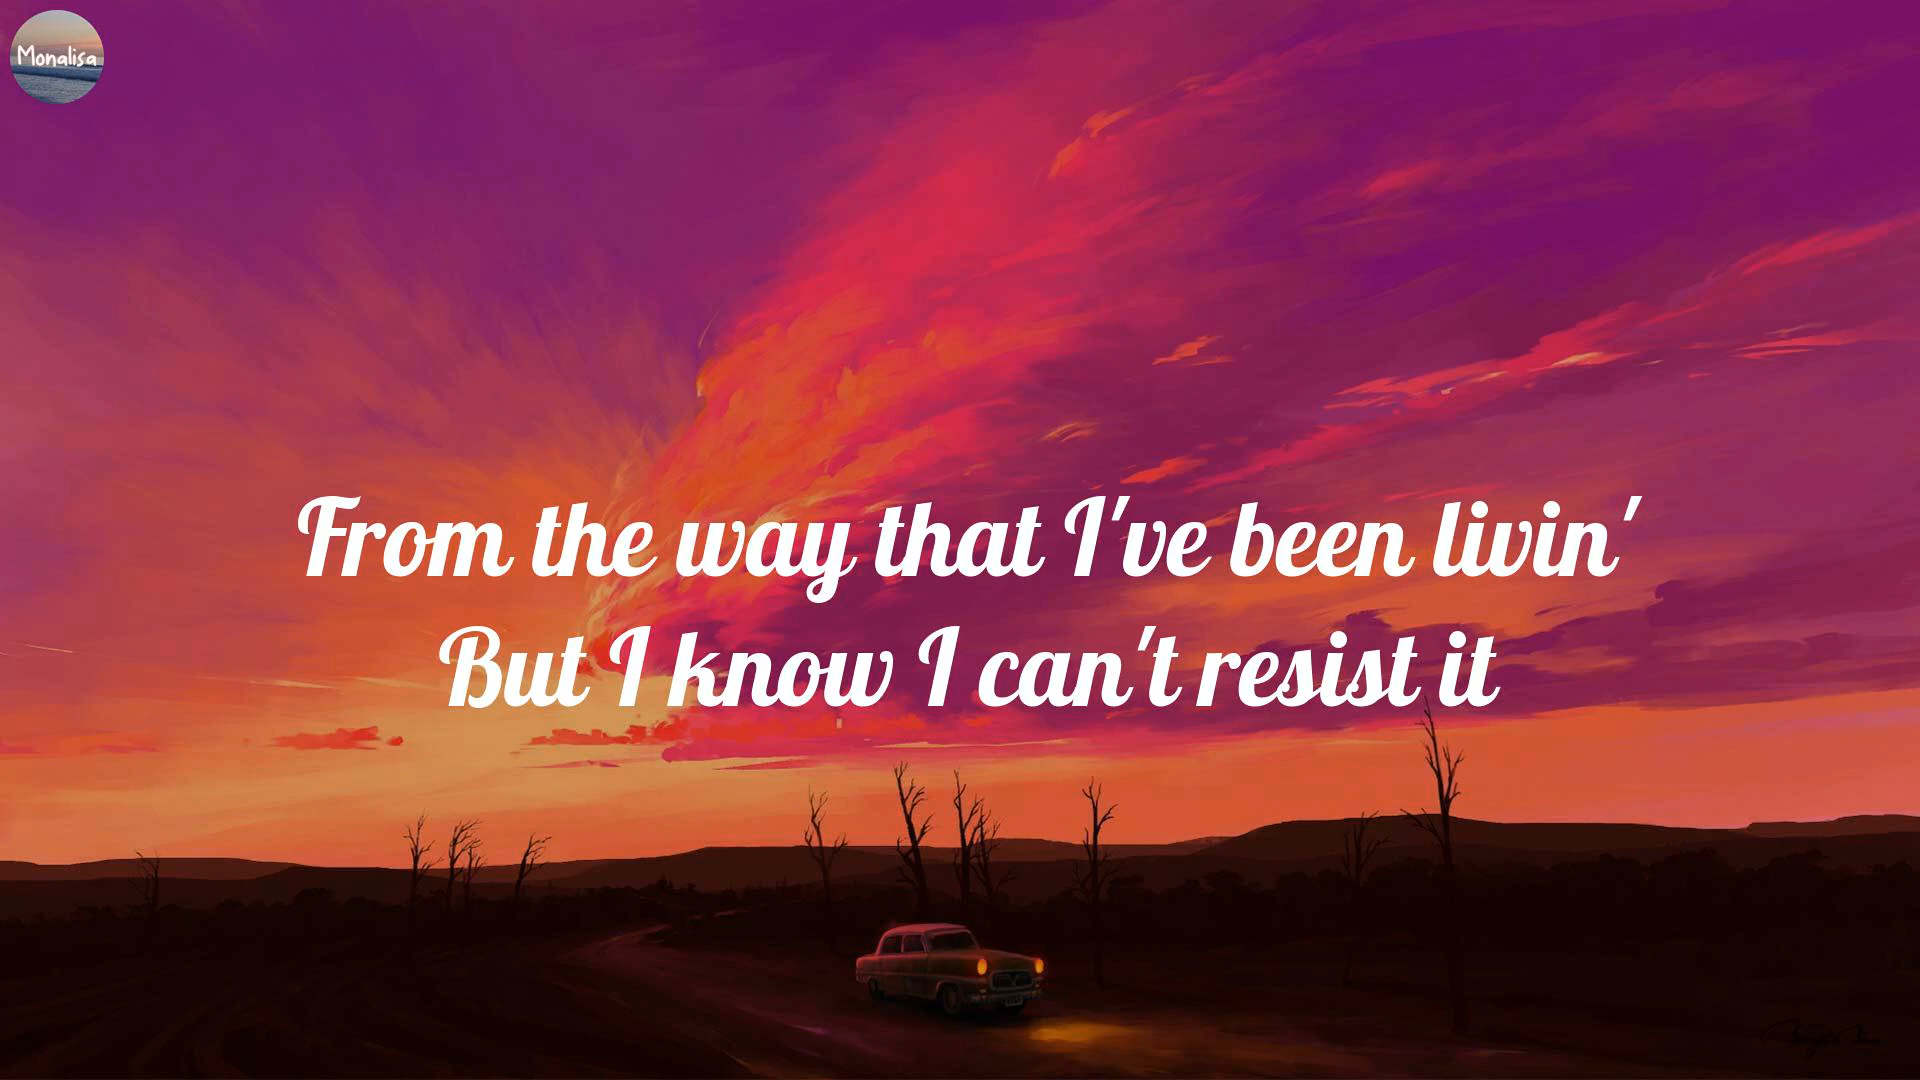 Monalisa
From the way that I've been livin'
But I know I can't resist it